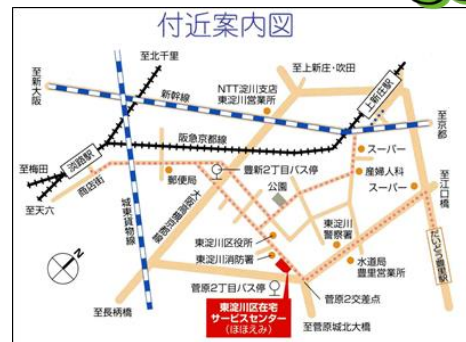 付近案内図
至北千里
至新大阪
新幹線
NTT淀川支店
東淀川営業所
至上新庄・吹田
上新庄駅
至京都
阪急京都線
淡路駅
至梅田
商店街
至天六
郵便局
豊新2丁目バス停
公園
スーパー
産婦人科
スーパー
至江口橋
城東貨物線
大阪高槻京都線
東淀川区役所
東淀川消防署
東淀川
警察署
水道局
豊里営業所
だいどう豊里駅
菅原2丁目バス停
菅原2交差点
至長柄橋
東淀川区在宅
サービスセンター
(ほほえみ)
至菅原城北大橋
N